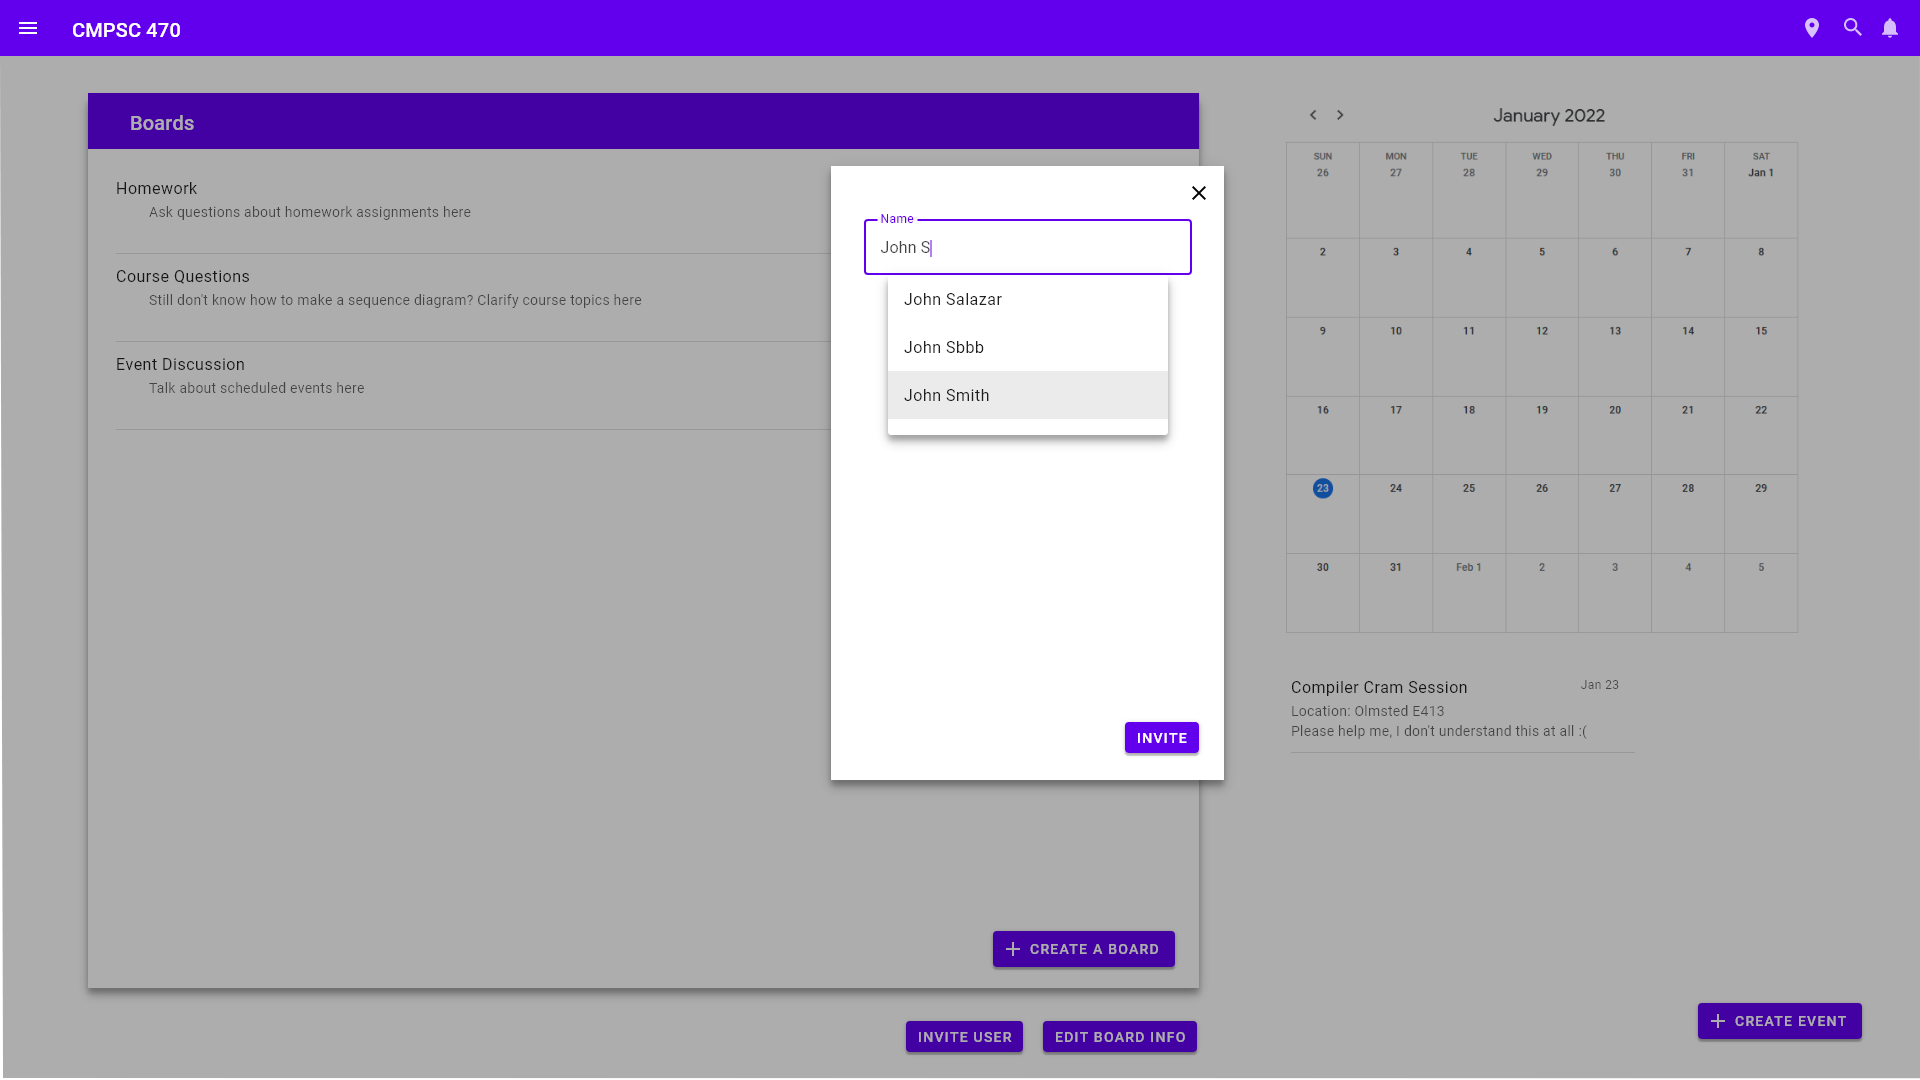 CMPSC 470
Boards
Homework
Ask questions about homework assignments here
Course Questions
Still don't know how to make a sequence diagram? Clarify course topics here
Event Discussion
Talk about scheduled events here
Name
John S
John Salazar
John Sbbb
John Smith
INVITE
CREATE A BOARD
INVITE USER
EDIT BOARD INFO
January 2022
SUN MON TUE WED THU FRI SAT
26 27 28 29 30 31 Jan 1
2 3 4 5 6 7 8
9 10 11 12 13 14 15
16 17 18 19 20 21 22
23 24 25 26 27 28 29
30 31 Feb 1 2 3 4 5
Compiler Cram Session Jan 23
Location: Olmsted E413
Please help me, I don't understand this at all :(
CREATE EVENT